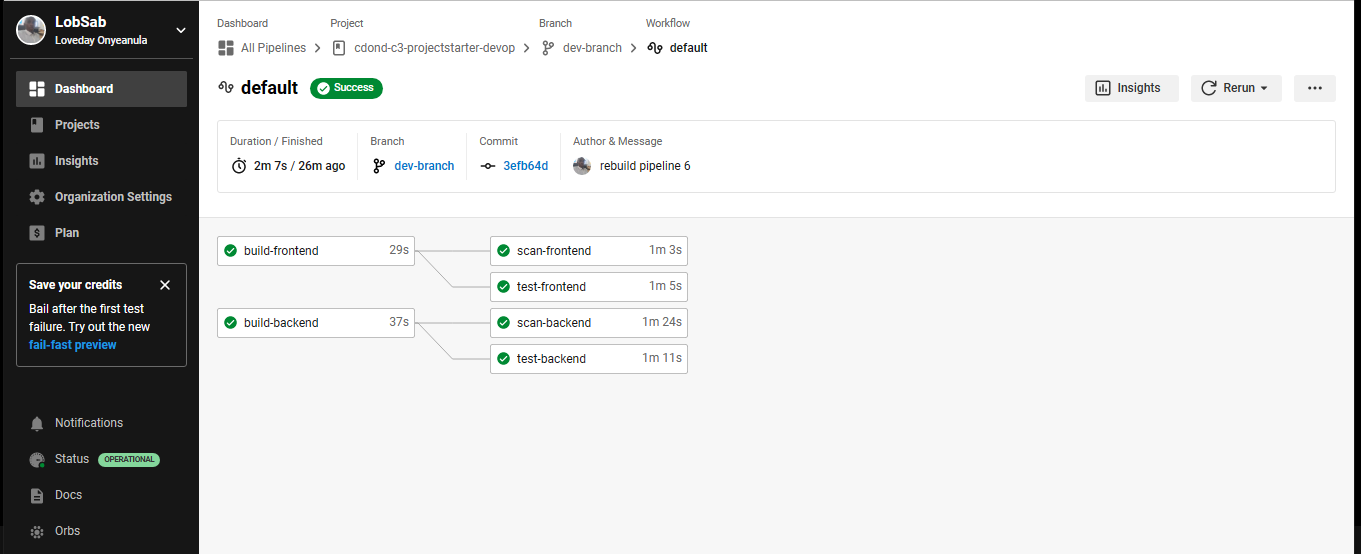 LobSab
Loveday Onyeanula
Dashboard
Projects
Insights
Organization Settings
Plan
Save your credits
Bail after the first test
failure. Try out the new
fail-fast preview
Notifications
Status OPERATIONAL
Docs
Orbs
Dashboard Project Branch Workflow
All Pipelines cdond-c3-projectstarter-devop dev-branch default
default Success Insights Rerun
Duration / Finished Branch Commit Author & Message
2m 7s / 26m ago dev-branch 3efb64d rebuild pipeline 6
build-frontend 29s scan-frontend 1m 3s
test-frontend 1m 5s
build-backend 37s scan-backend 1m 24s
test-backend 1m 11s